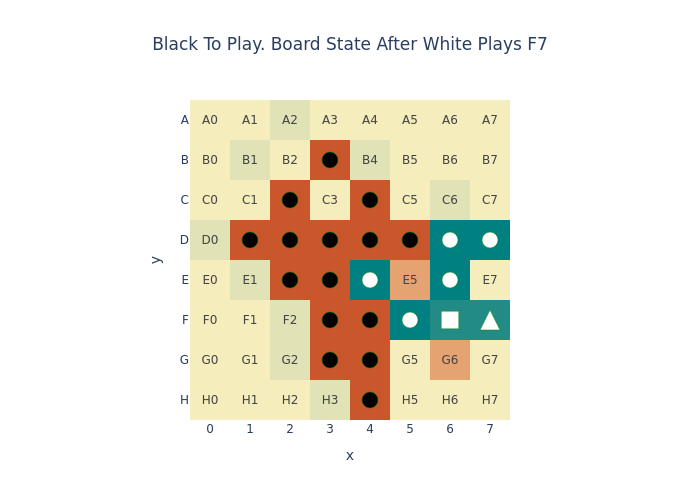 Black To Play. Board State After White Plays F7
A A0 A1 A2 A3 A4 A5 A6 A7
B B0 B1 B2 B4 B5 B6 B7
C C0 C1 C3 C5 C6 C7
D D0
E E0 E1 E5 E7
F F0 F1 F2
G G0 G1 G2 G5 G6 G7
H H0 H1 H2 H3 H5 H6 H7
0 1 2 3 4 5 6 7
x
y